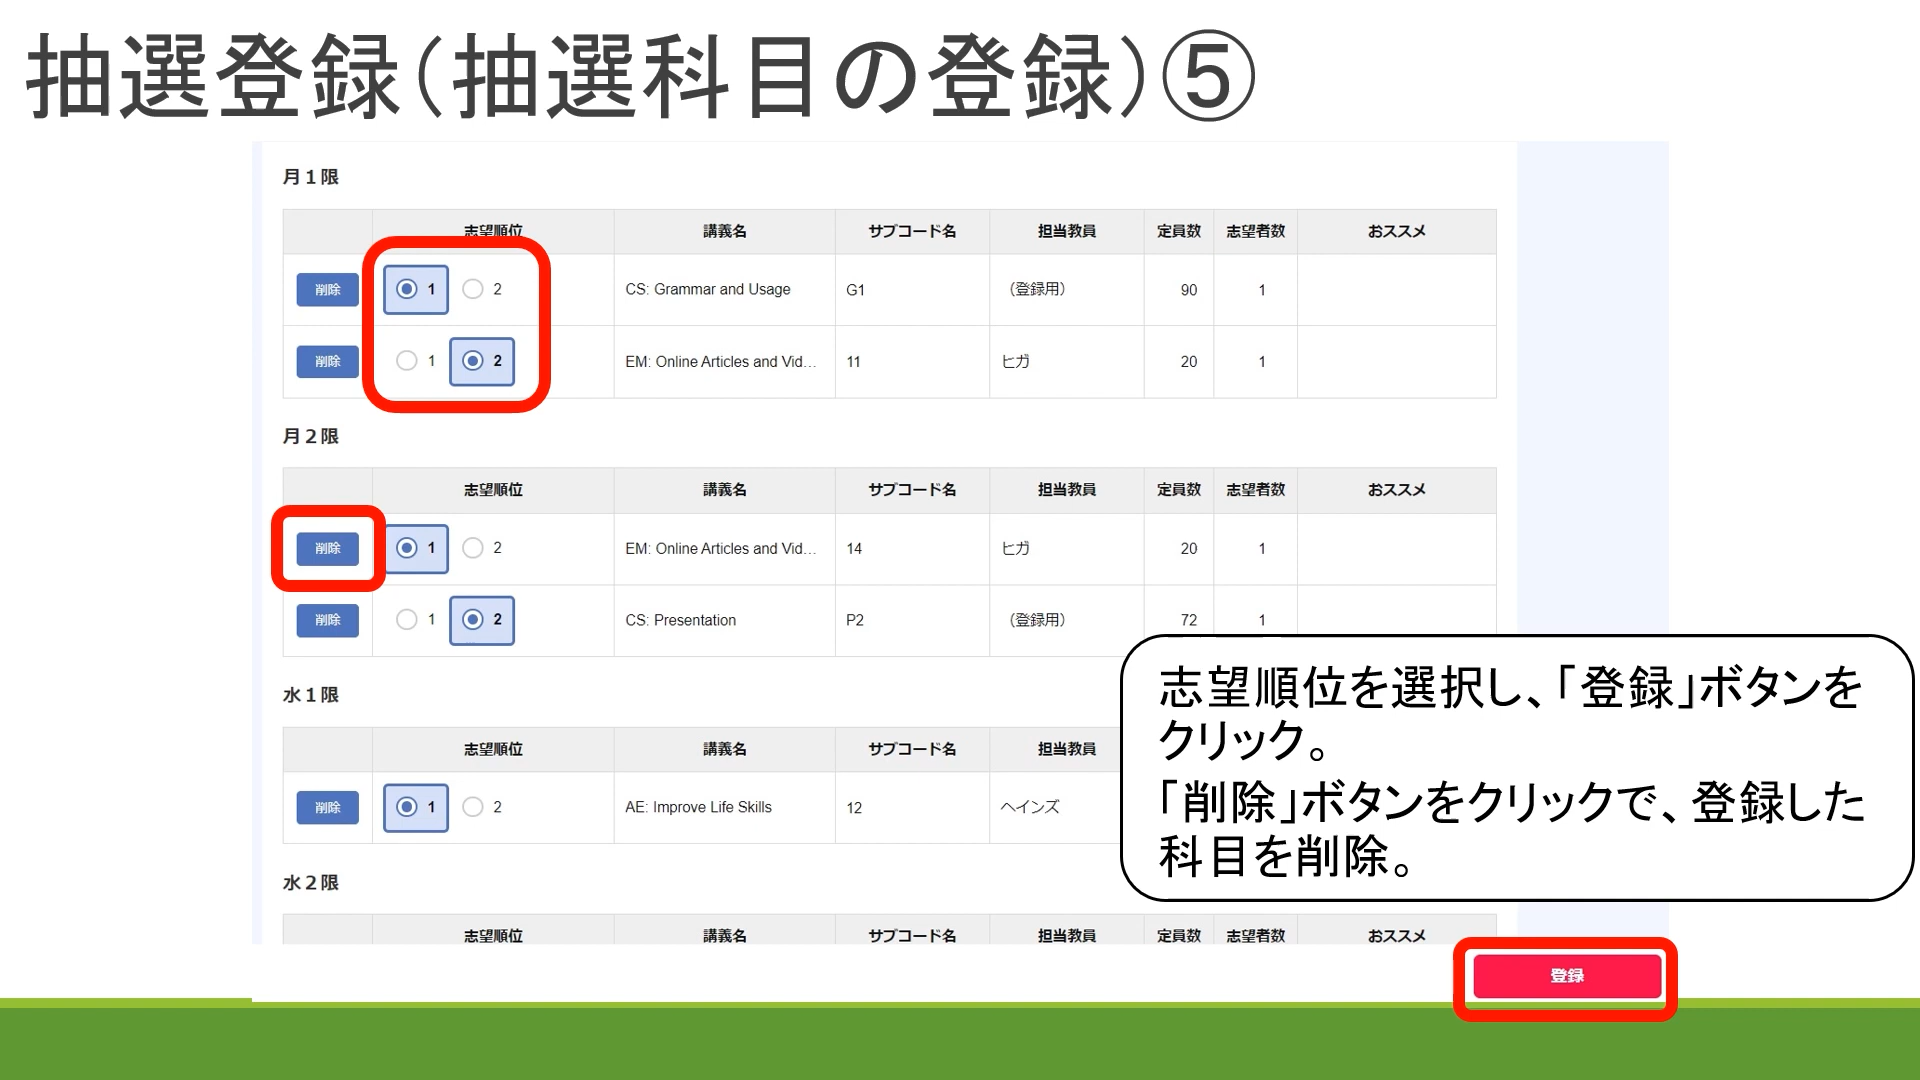 抽選登録（抽選科目の登録）⑤
月１限
志望順位 講義名 サブコード名 担当教員 定員数 志望者数 おススメ
削除 1 2 CS: Grammar and Usage G1 （登録用） 90 1
削除 1 2 EM: Online Articles and Vid... 11 ヒガ 20 1
月２限
志望順位 講義名 サブコード名 担当教員 定員数 志望者数 おススメ
削除 1 2 EM: Online Articles and Vid... 14 ヒガ 20 1
削除 1 2 CS: Presentation P2 （登録用） 72 1
水１限
志望順位 講義名 サブコード名 担当教員
削除 1 2 AE: Improve Life Skills 12 ヘインズ
水２限
志望順位 講義名 サブコード名 担当教員 定員数 志望者数 おススメ
志望順位を選択し、「登録」ボタンを
クリック。
「削除」ボタンをクリックで、登録した
科目を削除。
登録